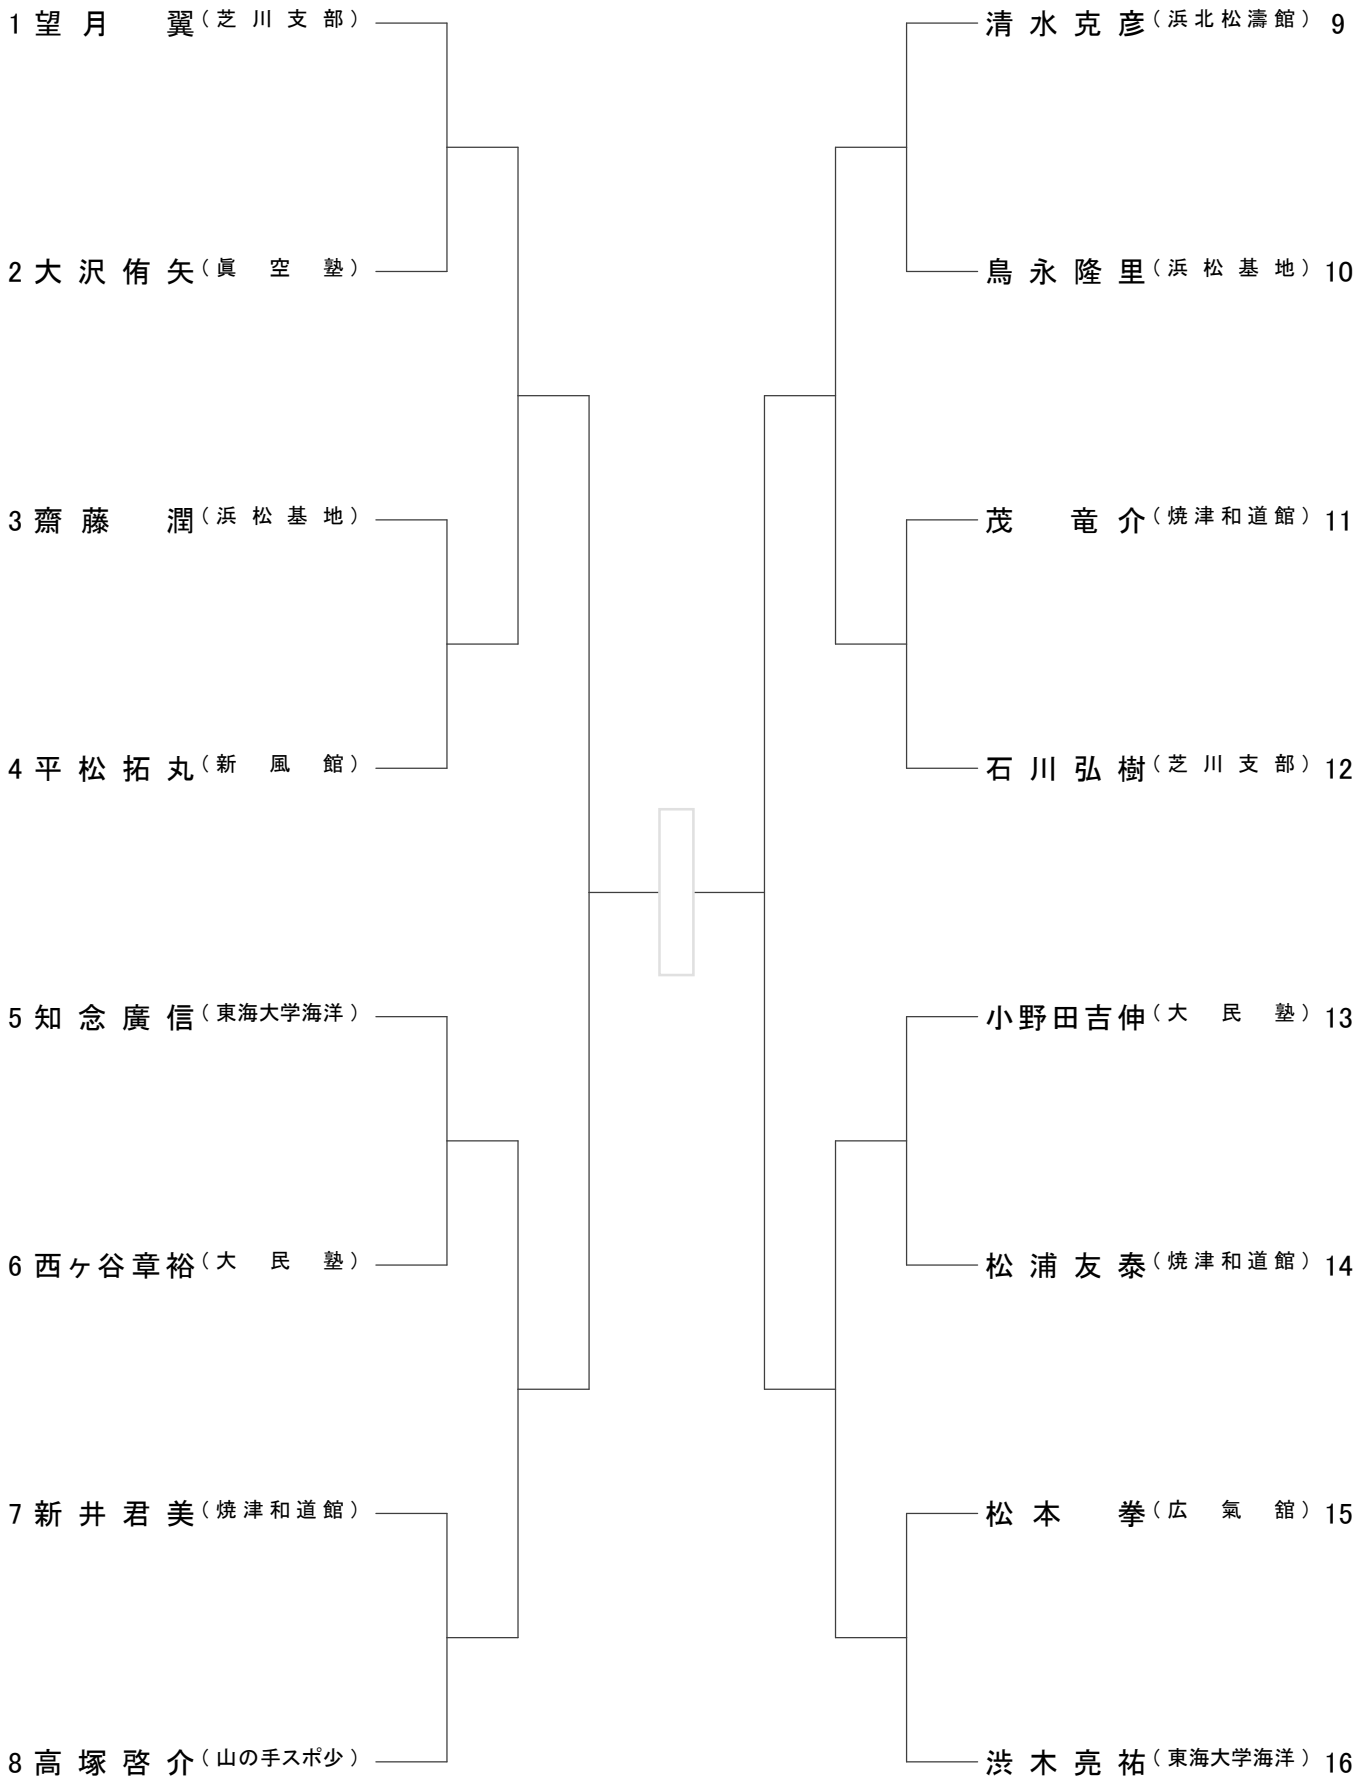 1 望月 翼（芝川支部）
2 大沢侑矢（眞空塾）
3 齋藤 潤（浜松基地）
4 平松拓丸（新風館）
5 知念廣信（東海大学海洋）
6 西ヶ谷章裕（大民塾）
7 新井君美（焼津和道館）
8 高塚啓介（山の手スポ少）
清水克彦（浜北松濤館） 9
鳥永隆里（浜松基地） 10
茂 竜介（焼津和道館） 11
石川弘樹（芝川支部） 12
小野田吉伸（大民塾） 13
松浦友泰（焼津和道館） 14
松本 拳（広氣舘） 15
渋木亮祐（東海大学海洋） 16